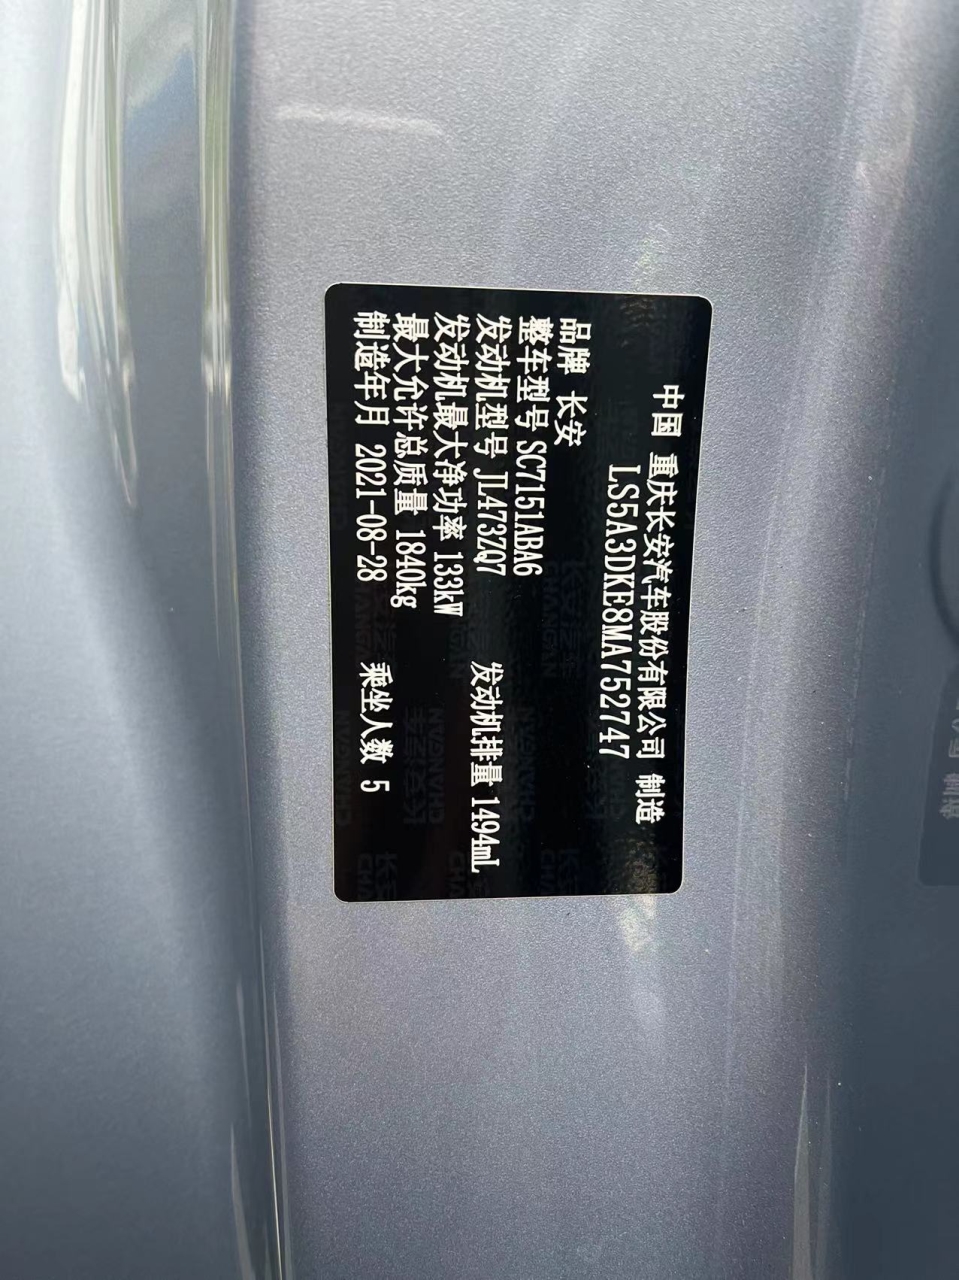 中国 重庆长安汽车股份有限公司 制造
LS5A3DKE8MA752747
品牌 长安
整车型号 SC7151ABA6
发动机型号 JL473ZQ7 发动机排量 1494mL
发动机最大净功率 133kW
最大允许总质量 1840kg
制造年月 2021-08-28 乘坐人数 5